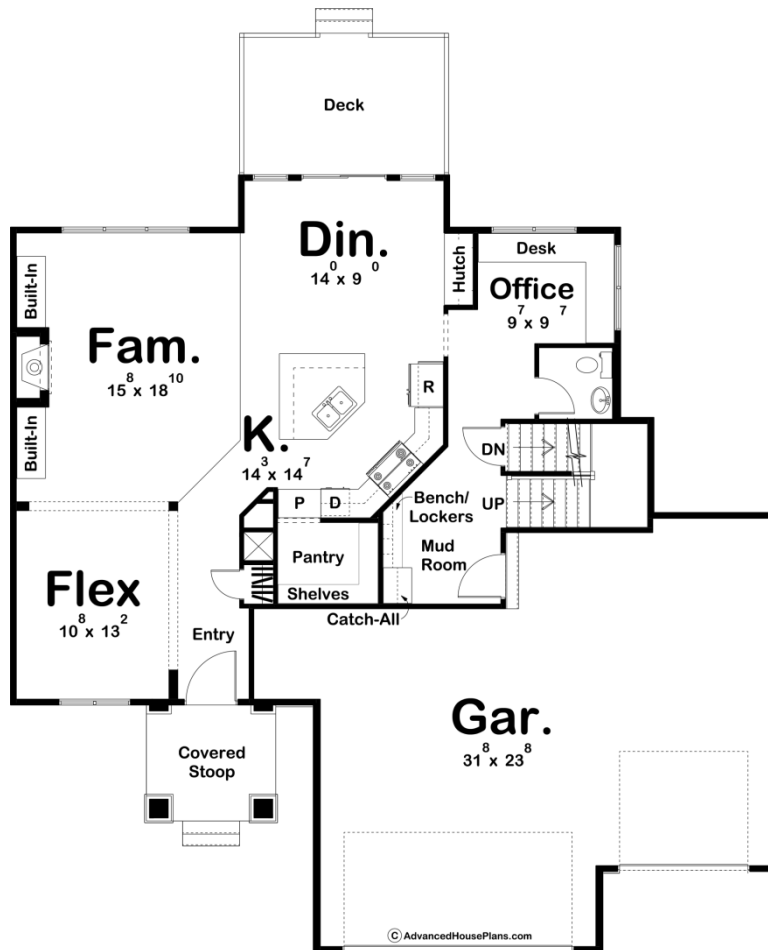 Deck
Din.
14⁰ x 9⁰
Hutch
Desk
Office
9⁷ x 9⁷
Built-In
Fam.
15⁸ x 18¹⁰
Built-In
R
K.
14³ x 14⁷
P
D
DN
UP
Bench/
Lockers
Mud
Room
Pantry
Shelves
Catch-All
Flex
10⁸ x 13²
Entry
Gar.
31⁸ x 23⁸
Covered
Stoop
© AdvancedHousePlans.com